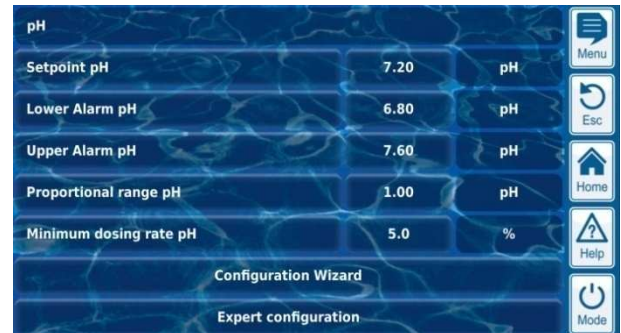 pH
Setpoint pH 7.20 pH
Lower Alarm pH 6.80 pH
Upper Alarm pH 7.60 pH
Proportional range pH 1.00 pH
Minimum dosing rate pH 5.0 %
Configuration Wizard
Expert configuration
Menu
Esc
Home
? Help
Mode